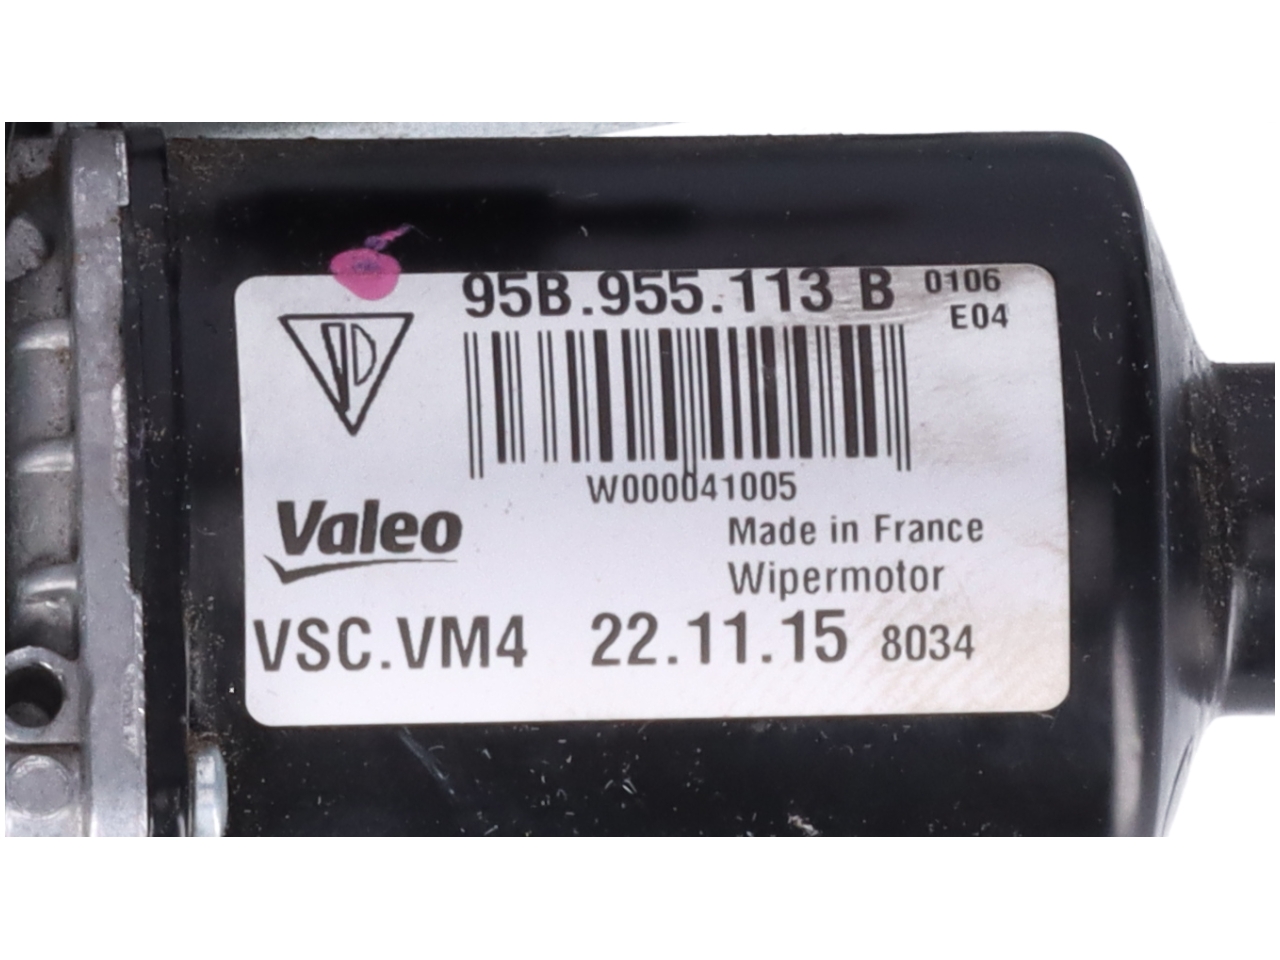 95B.955.113 B 0106
E04
W000041005
Valeo
Made in France
Wipermotor
VSC.VM4 22.11.15 8034